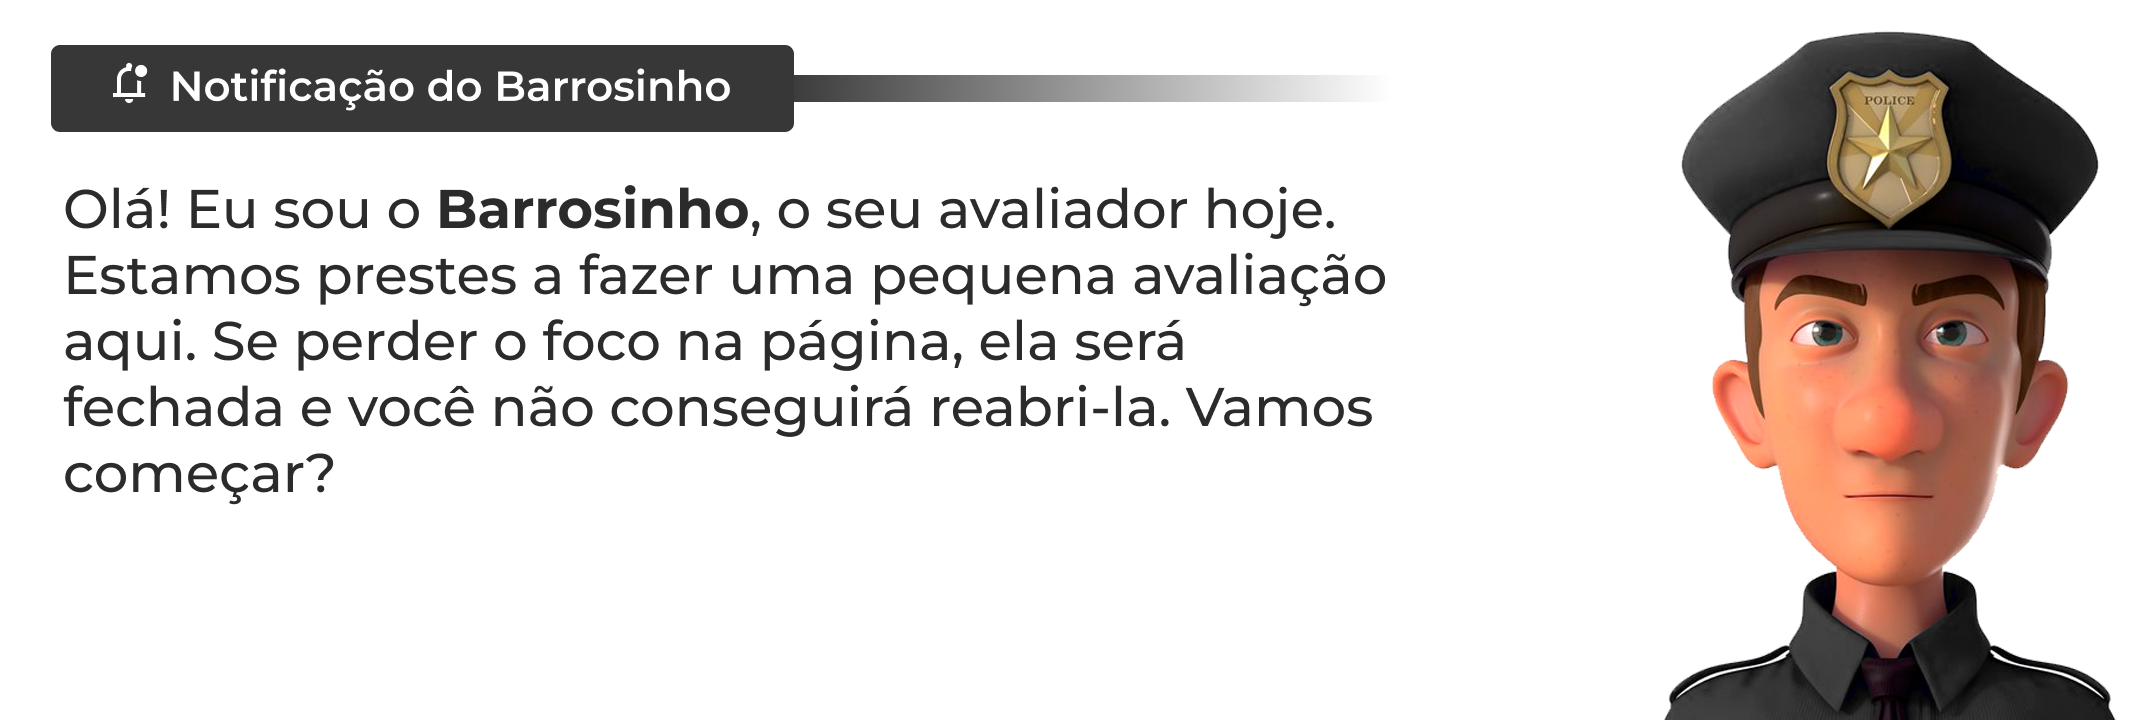 Notificação do Barrosinho
POLICE
Olá! Eu sou o Barrosinho, o seu avaliador hoje.
Estamos prestes a fazer uma pequena avaliação
aqui. Se perder o foco na página, ela será
fechada e você não conseguirá reabri-la. Vamos
começar?